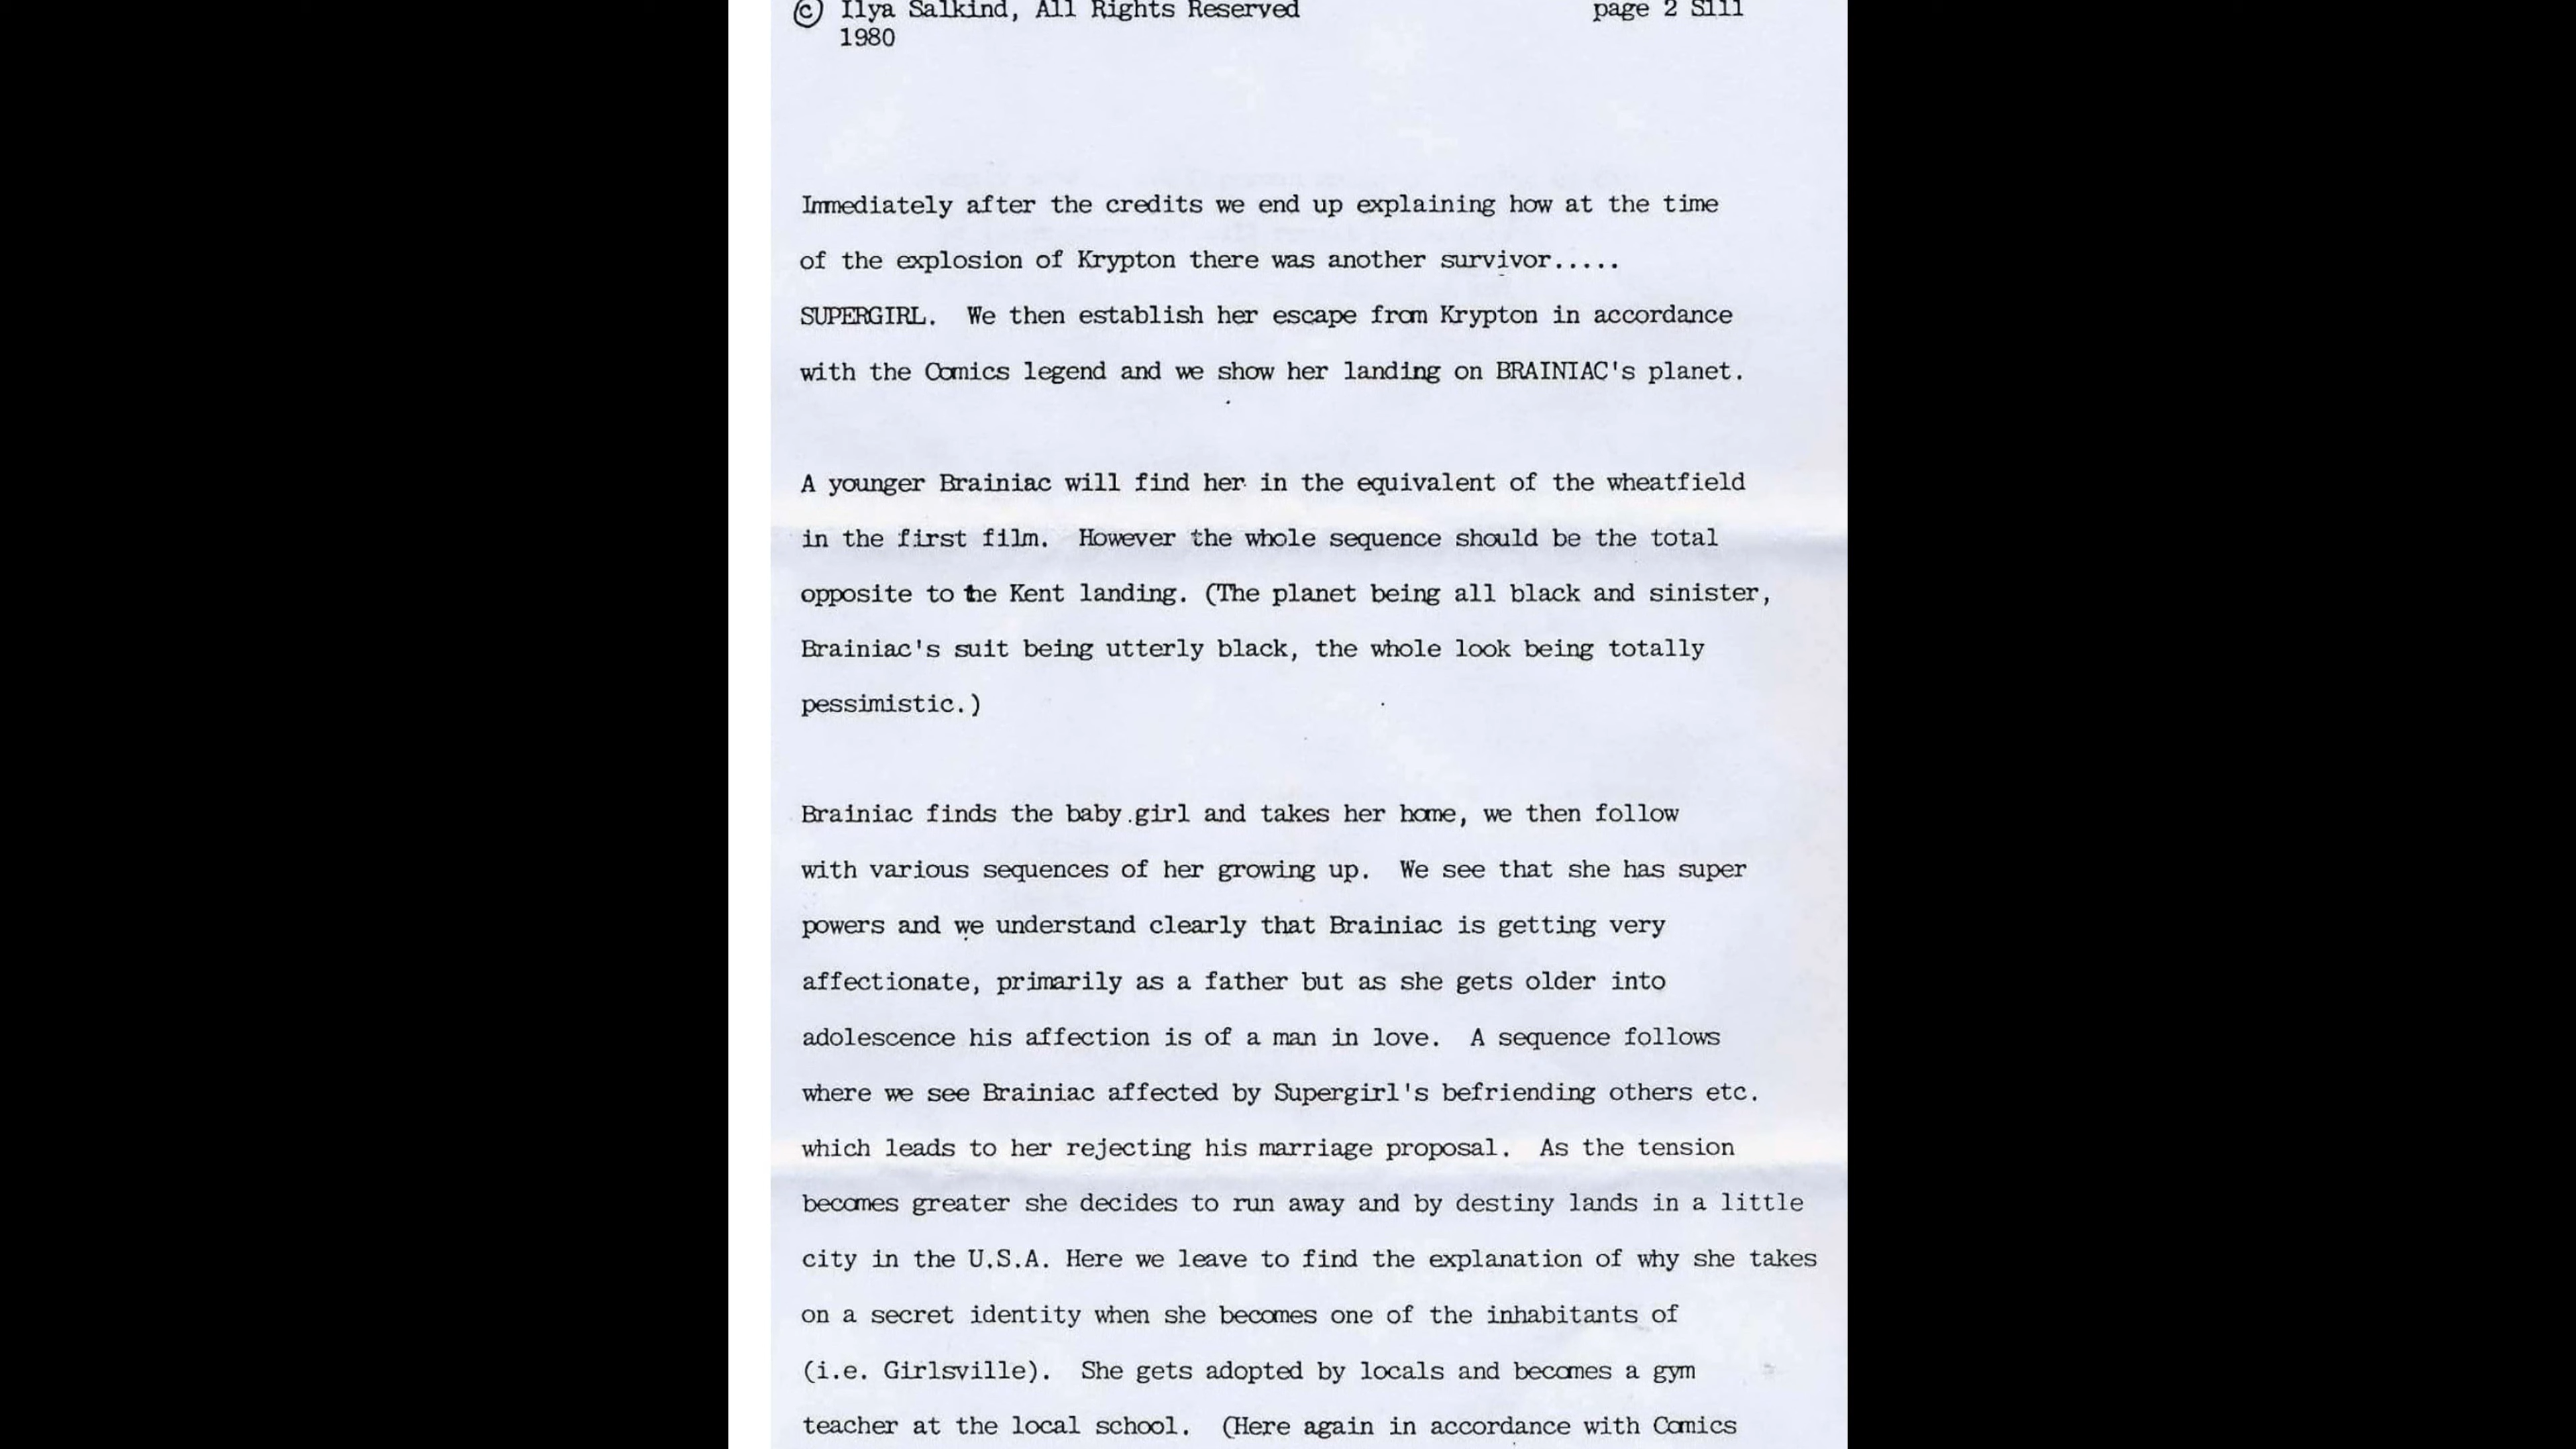 © Ilya Salkind, All Rights Reserved page 2 S111
1980
Immediately after the credits we end up explaining how at the time
of the explosion of Krypton there was another survivor.....
SUPERGIRL. We then establish her escape from Krypton in accordance
with the Comics legend and we show her landing on BRAINIAC's planet.
A younger Brainiac will find her in the equivalent of the wheatfield
in the first film. However the whole sequence should be the total
opposite to the Kent landing. (The planet being all black and sinister,
Brainiac's suit being utterly black, the whole look being totally
pessimistic.)
Brainiac finds the baby girl and takes her home, we then follow
with various sequences of her growing up. We see that she has super
powers and we understand clearly that Brainiac is getting very
affectionate, primarily as a father but as she gets older into
adolescence his affection is of a man in love. A sequence follows
where we see Brainiac affected by Supergirl's befriending others etc.
which leads to her rejecting his marriage proposal. As the tension
becomes greater she decides to run away and by destiny lands in a little
city in the U.S.A. Here we leave to find the explanation of why she takes
on a secret identity when she becomes one of the inhabitants of
(i.e. Girlsville). She gets adopted by locals and becomes a gym
teacher at the local school. (Here again in accordance with Comics